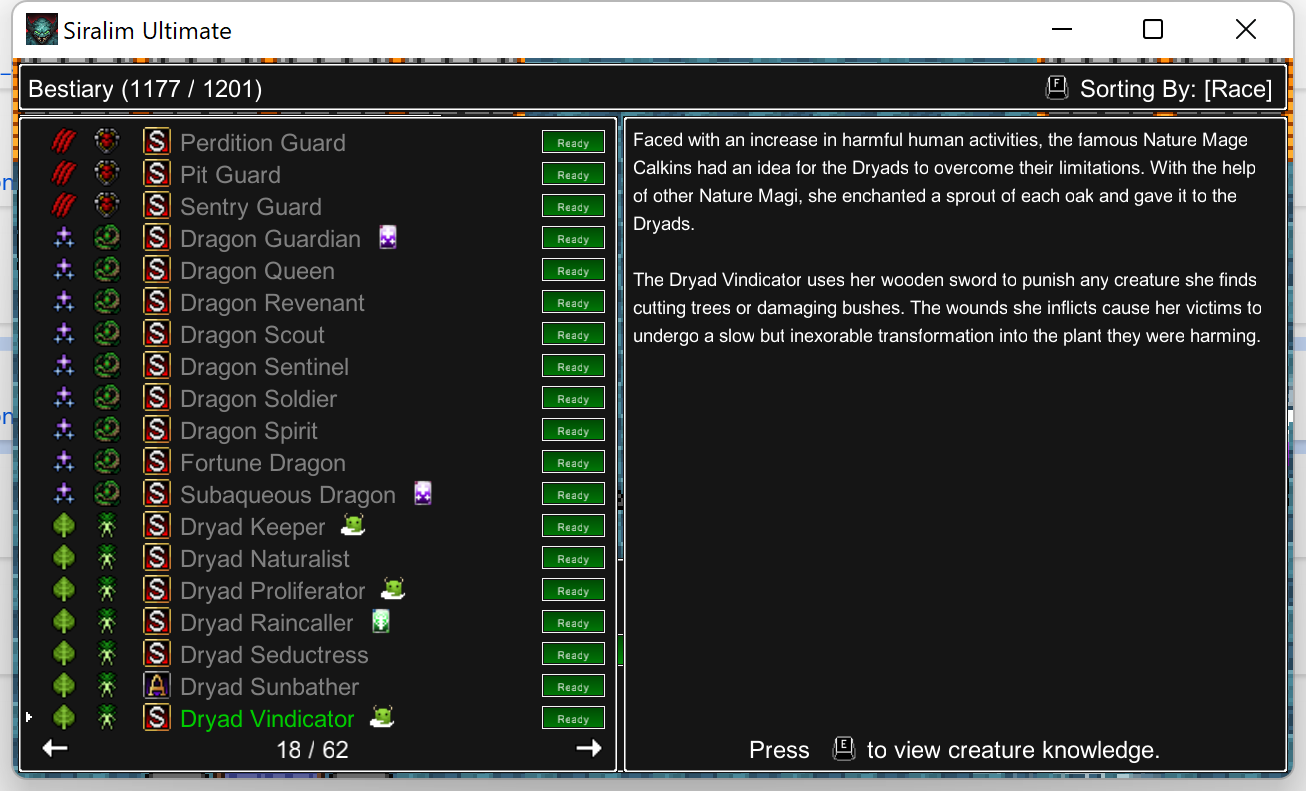 Siralim Ultimate
Bestiary (1177 / 1201)
F Sorting By: [Race]
S Perdition Guard Ready
S Pit Guard Ready
S Sentry Guard Ready
S Dragon Guardian Ready
S Dragon Queen Ready
S Dragon Revenant Ready
S Dragon Scout Ready
S Dragon Sentinel Ready
S Dragon Soldier Ready
S Dragon Spirit Ready
S Fortune Dragon Ready
S Subaqueous Dragon Ready
S Dryad Keeper Ready
S Dryad Naturalist Ready
S Dryad Proliferator Ready
S Dryad Raincaller Ready
S Dryad Seductress Ready
A Dryad Sunbather Ready
S Dryad Vindicator Ready
18 / 62
Faced with an increase in harmful human activities, the famous Nature Mage
Calkins had an idea for the Dryads to overcome their limitations. With the help
of other Nature Magi, she enchanted a sprout of each oak and gave it to the
Dryads.
The Dryad Vindicator uses her wooden sword to punish any creature she finds
cutting trees or damaging bushes. The wounds she inflicts cause her victims to
undergo a slow but inexorable transformation into the plant they were harming.
Press E to view creature knowledge.